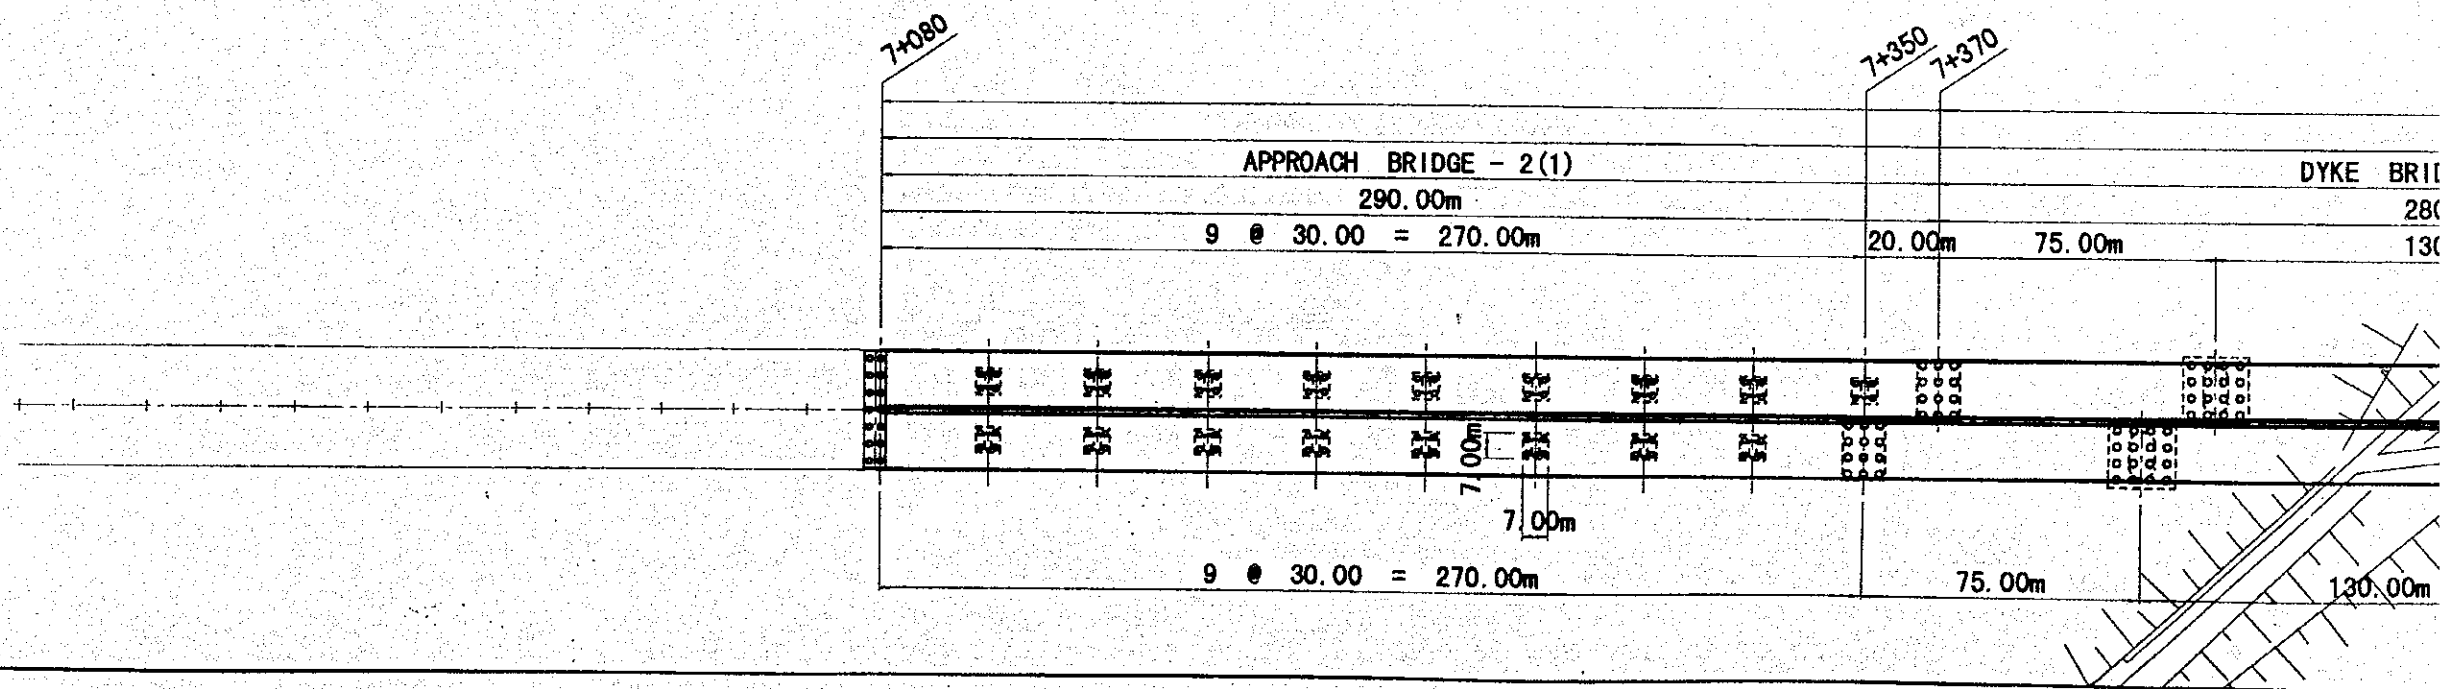 7+080
7+350
7+370
APPROACH BRIDGE - 2(1)
DYKE
290.00m
9 @ 30.00 = 270.00m
20.00m
75.00m
7.00m
7.00m
9 @ 30.00 = 270.00m
75.00m
130.00m